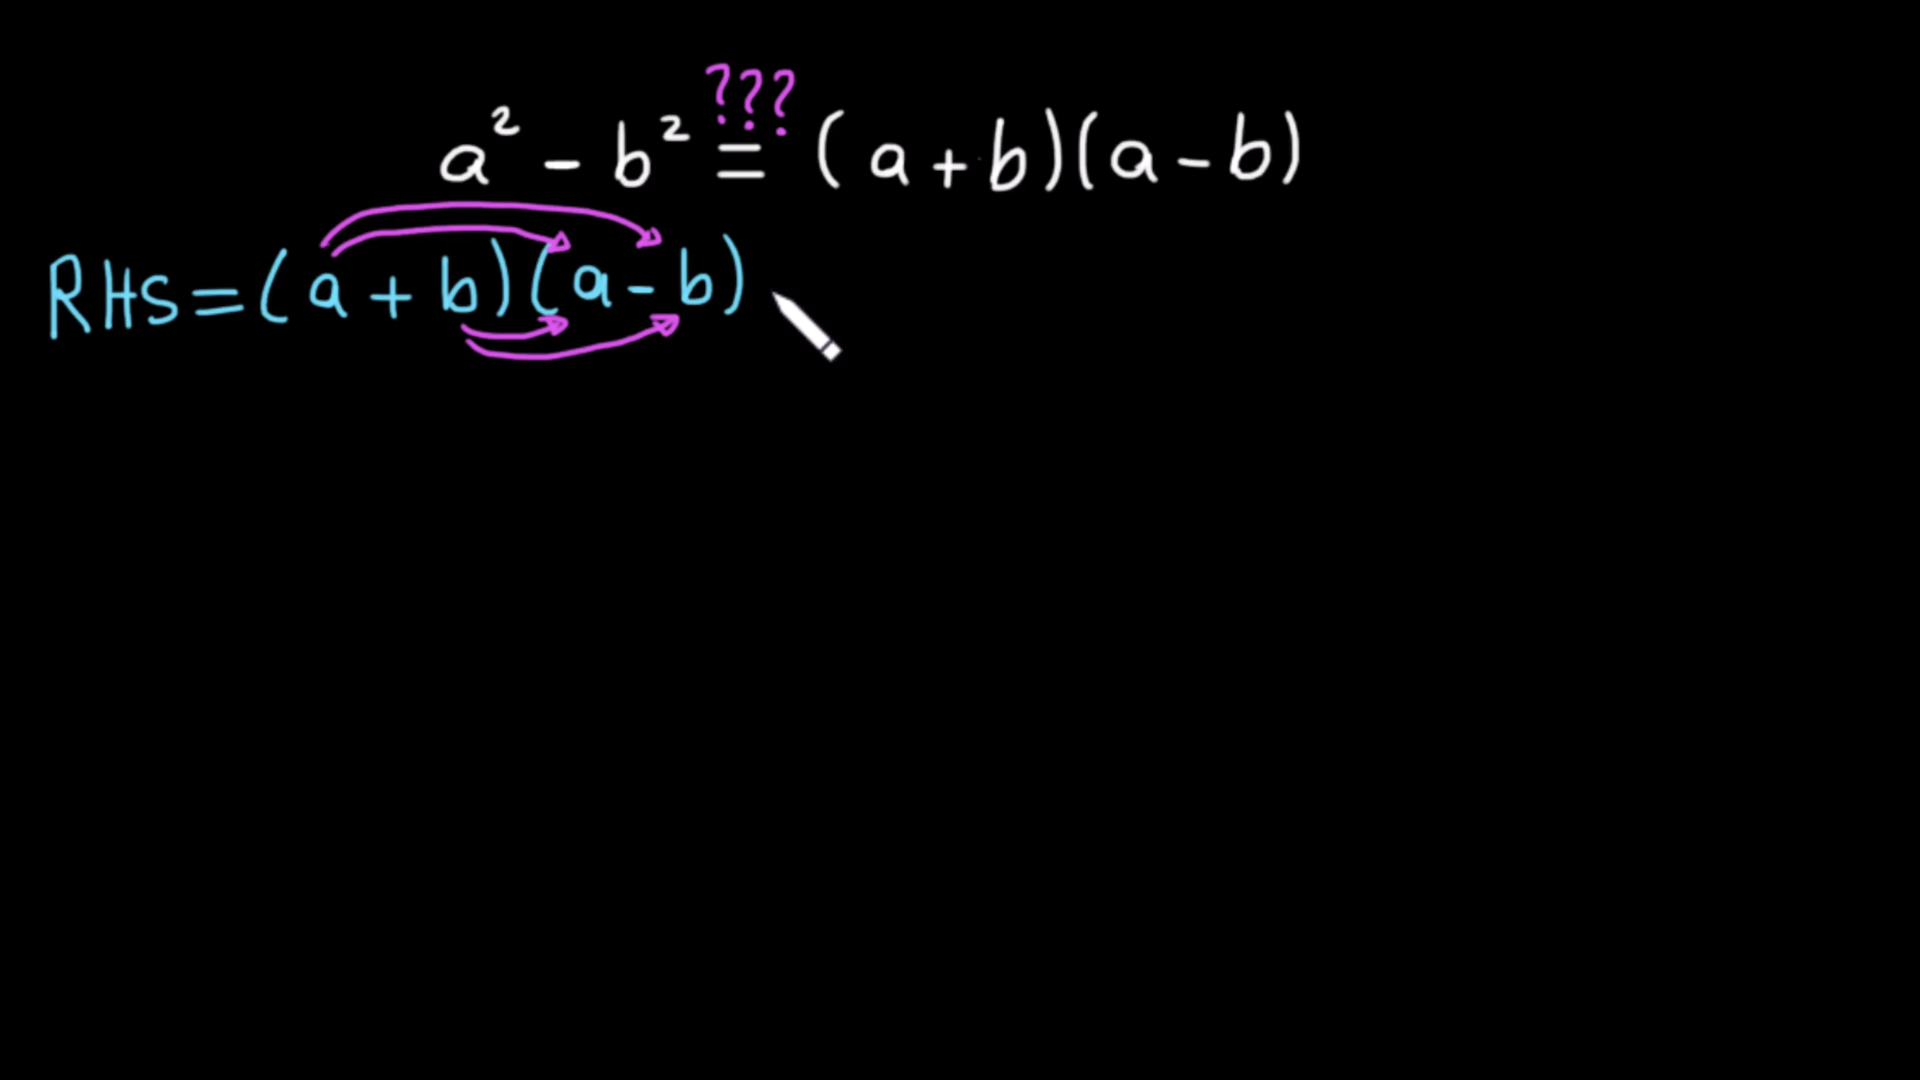 ???
a² - b² = (a + b)(a - b)
RHS = (a + b)(a - b)